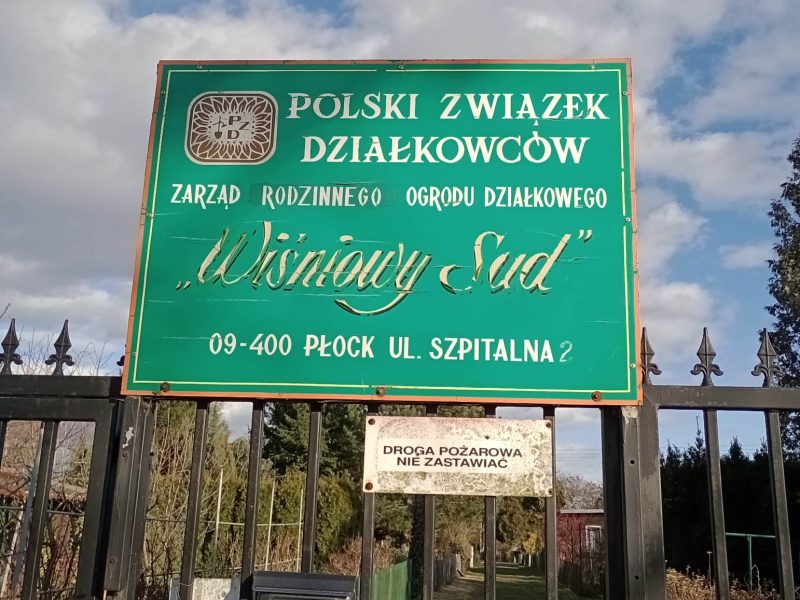 PZD
POLSKI ZWIĄZEK
DZIAŁKOWCÓW
ZARZĄD RODZINNEGO OGRODU DZIAŁKOWEGO
„Wiśniowy Sad”
09-400 PŁOCK UL. SZPITALNA 2
DROGA POŻAROWA
NIE ZASTAWIAĆ